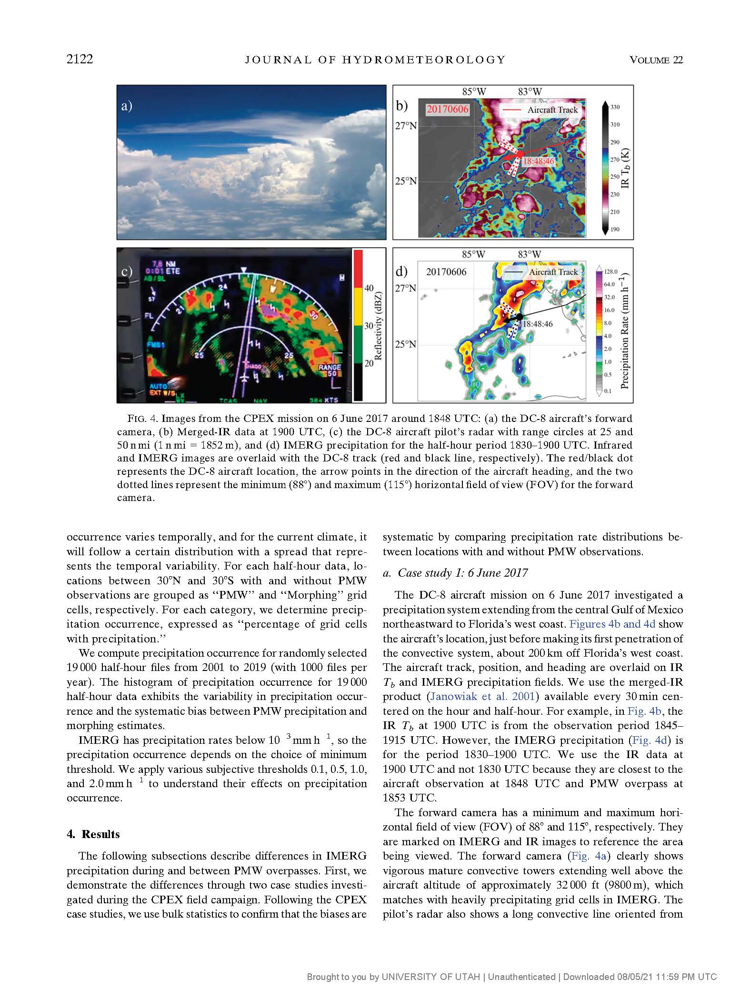 2122
JOURNAL OF HYDROMETEOROLOGY
VOLUME 22
a)
b)
85°W 83°W
20170606
Aircraft Track
27°N
25°N
18:48:46
330
310
290
270
250
230
210
190
IR Tb (K)
c)
7.8 NM
0:01 ETE
AB/BL
57
FL
21
24
30
FMS1
25
25
RANGE
50
AUTO
EXT W/S
TCAS
NAV
384 KTS
40
30
20
Reflectivity (dBZ)
d)
85°W 83°W
20170606
Aircraft Track
27°N
25°N
18:48:46
128.0
64.0
32.0
16.0
8.0
4.0
2.0
1.0
0.5
0.1
Precipitation Rate (mm h−1)
FIG. 4. Images from the CPEX mission on 6 June 2017 around 1848 UTC: (a) the DC-8 aircraft's forward
camera, (b) Merged-IR data at 1900 UTC, (c) the DC-8 aircraft pilot's radar with range circles at 25 and
50 n mi (1 n mi = 1852 m), and (d) IMERG precipitation for the half-hour period 1830–1900 UTC. Infrared
and IMERG images are overlaid with the DC-8 track (red and black line, respectively). The red/black dot
represents the DC-8 aircraft location, the arrow points in the direction of the aircraft heading, and the two
dotted lines represent the minimum (88°) and maximum (115°) horizontal field of view (FOV) for the forward
camera.
occurrence varies temporally, and for the current climate, it
will follow a certain distribution with a spread that repre-
sents the temporal variability. For each half-hour data, lo-
cations between 30°N and 30°S with and without PMW
observations are grouped as ‘‘PMW’’ and ‘‘Morphing’’ grid
cells, respectively. For each category, we determine precip-
itation occurrence, expressed as ‘‘percentage of grid cells
with precipitation.’’
We compute precipitation occurrence for randomly selected
19 000 half-hour files from 2001 to 2019 (with 1000 files per
year). The histogram of precipitation occurrence for 19 000
half-hour data exhibits the variability in precipitation occur-
rence and the systematic bias between PMW precipitation and
morphing estimates.
IMERG has precipitation rates below 10 3 mm h 1, so the
precipitation occurrence depends on the choice of minimum
threshold. We apply various subjective thresholds 0.1, 0.5, 1.0,
and 2.0 mm h 1 to understand their effects on precipitation
occurrence.
4. Results
The following subsections describe differences in IMERG
precipitation during and between PMW overpasses. First, we
demonstrate the differences through two case studies investi-
gated during the CPEX field campaign. Following the CPEX
case studies, we use bulk statistics to confirm that the biases are
systematic by comparing precipitation rate distributions be-
tween locations with and without PMW observations.
a. Case study 1: 6 June 2017
The DC-8 aircraft mission on 6 June 2017 investigated a
precipitation system extending from the central Gulf of Mexico
northeastward to Florida's west coast. Figures 4b and 4d show
the aircraft's location, just before making its first penetration of
the convective system, about 200 km off Florida's west coast.
The aircraft track, position, and heading are overlaid on IR
Tb and IMERG precipitation fields. We use the merged-IR
product (Janowiak et al. 2001) available every 30 min cen-
tered on the hour and half-hour. For example, in Fig. 4b, the
IR Tb at 1900 UTC is from the observation period 1845–
1915 UTC. However, the IMERG precipitation (Fig. 4d) is
for the period 1830–1900 UTC. We use the IR data at
1900 UTC and not 1830 UTC because they are closest to the
aircraft observation at 1848 UTC and PMW overpass at
1853 UTC.
The forward camera has a minimum and maximum hori-
zontal field of view (FOV) of 88° and 115°, respectively. They
are marked on IMERG and IR images to reference the area
being viewed. The forward camera (Fig. 4a) clearly shows
vigorous mature convective towers extending well above the
aircraft altitude of approximately 32 000 ft (9800 m), which
matches with heavily precipitating grid cells in IMERG. The
pilot's radar also shows a long convective line oriented from
Brought to you by UNIVERSITY OF UTAH | Unauthenticated | Downloaded 08/05/21 11:59 PM UTC